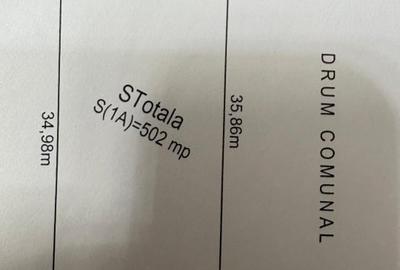 34,98m
STotala
S(1A)=502 mp
35,86m
DRUM COMUNAL